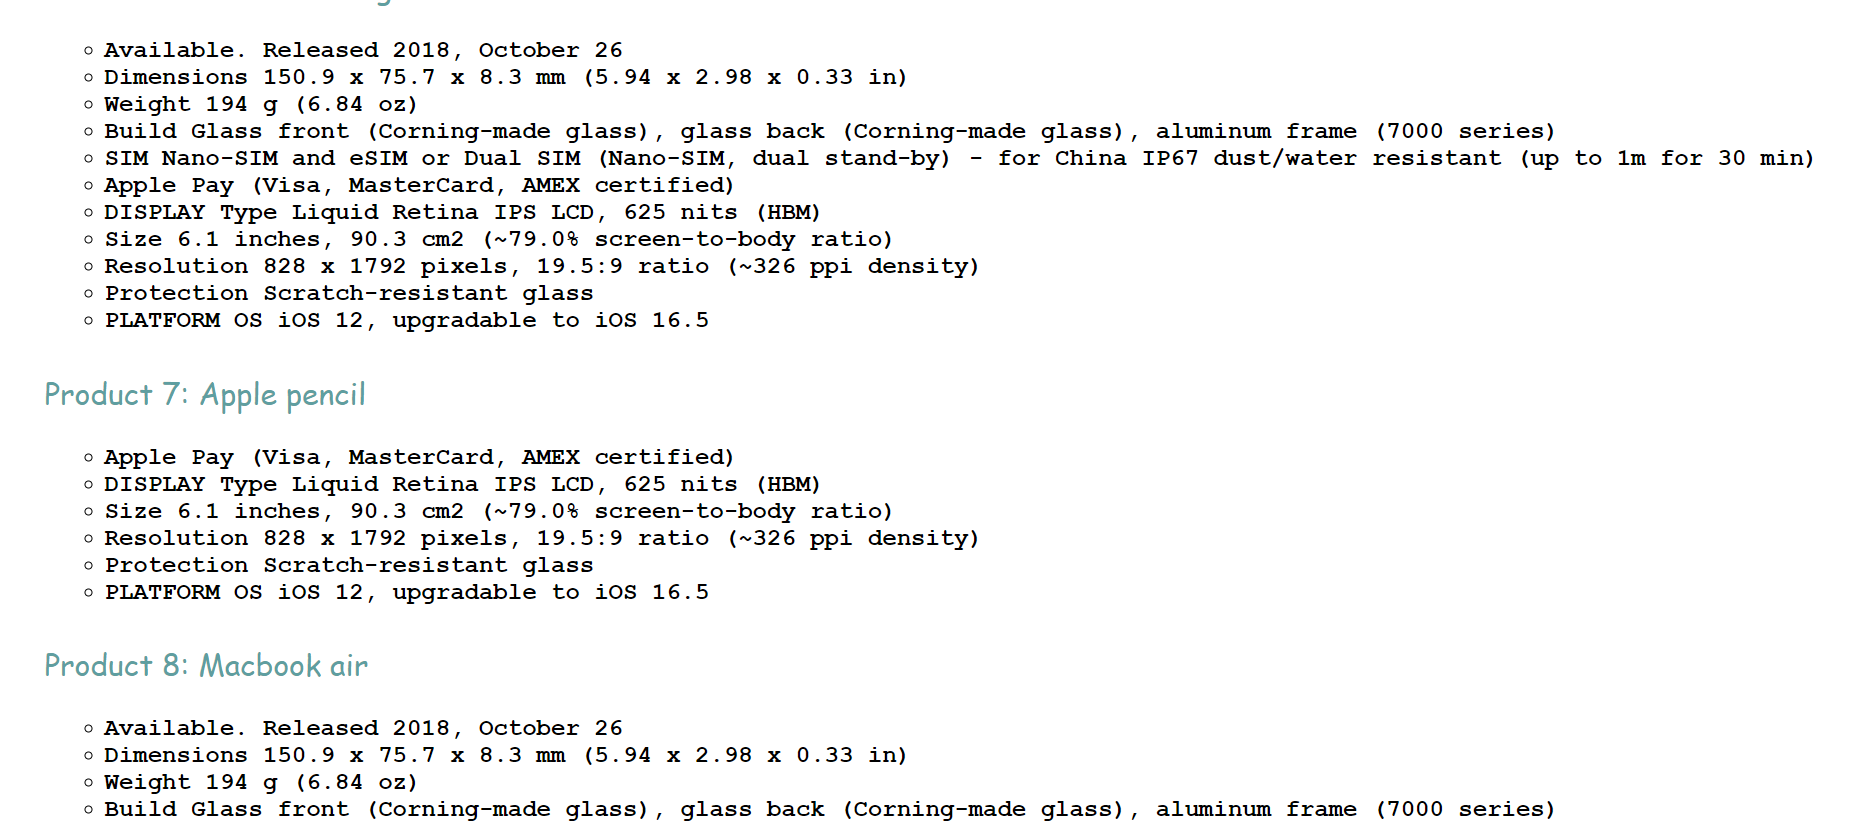 Available. Released 2018, October 26
Dimensions 150.9 x 75.7 x 8.3 mm (5.94 x 2.98 x 0.33 in)
Weight 194 g (6.84 oz)
Build Glass front (Corning-made glass), glass back (Corning-made glass), aluminum frame (7000 series)
SIM Nano-SIM and eSIM or Dual SIM (Nano-SIM, dual stand-by) - for China IP67 dust/water resistant (up to 1m for 30 min)
Apple Pay (Visa, MasterCard, AMEX certified)
DISPLAY Type Liquid Retina IPS LCD, 625 nits (HBM)
Size 6.1 inches, 90.3 cm2 (~79.0% screen-to-body ratio)
Resolution 828 x 1792 pixels, 19.5:9 ratio (~326 ppi density)
Protection Scratch-resistant glass
PLATFORM OS iOS 12, upgradable to iOS 16.5
Product 7: Apple pencil
Apple Pay (Visa, MasterCard, AMEX certified)
DISPLAY Type Liquid Retina IPS LCD, 625 nits (HBM)
Size 6.1 inches, 90.3 cm2 (~79.0% screen-to-body ratio)
Resolution 828 x 1792 pixels, 19.5:9 ratio (~326 ppi density)
Protection Scratch-resistant glass
PLATFORM OS iOS 12, upgradable to iOS 16.5
Product 8: Macbook air
Available. Released 2018, October 26
Dimensions 150.9 x 75.7 x 8.3 mm (5.94 x 2.98 x 0.33 in)
Weight 194 g (6.84 oz)
Build Glass front (Corning-made glass), glass back (Corning-made glass), aluminum frame (7000 series)